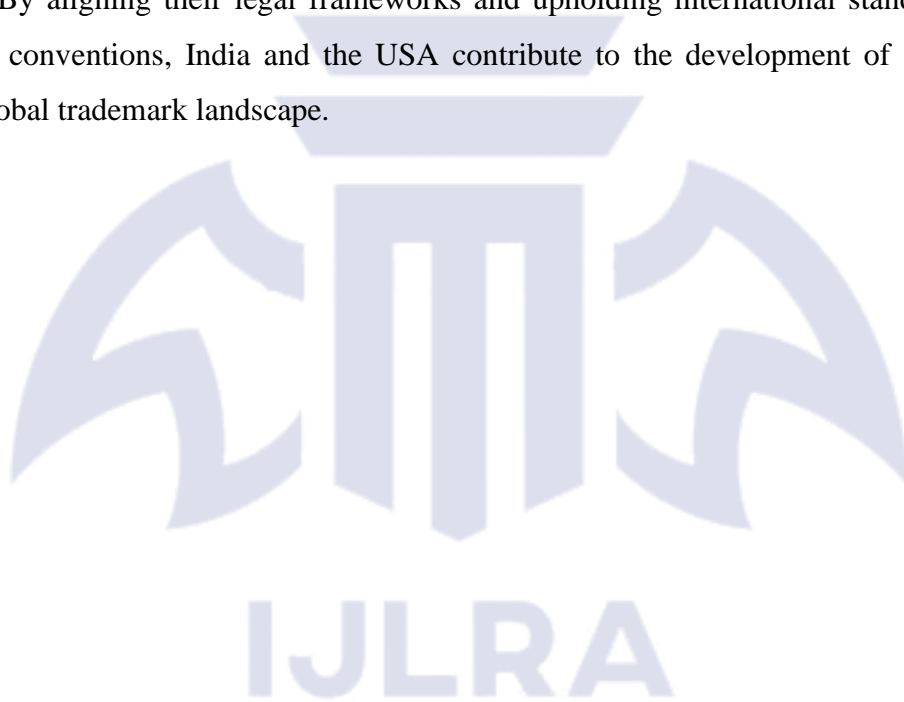 By aligning their legal frameworks and upholding international
conventions, India and the USA contribute to the development of
trademark landscape.
IJLRA